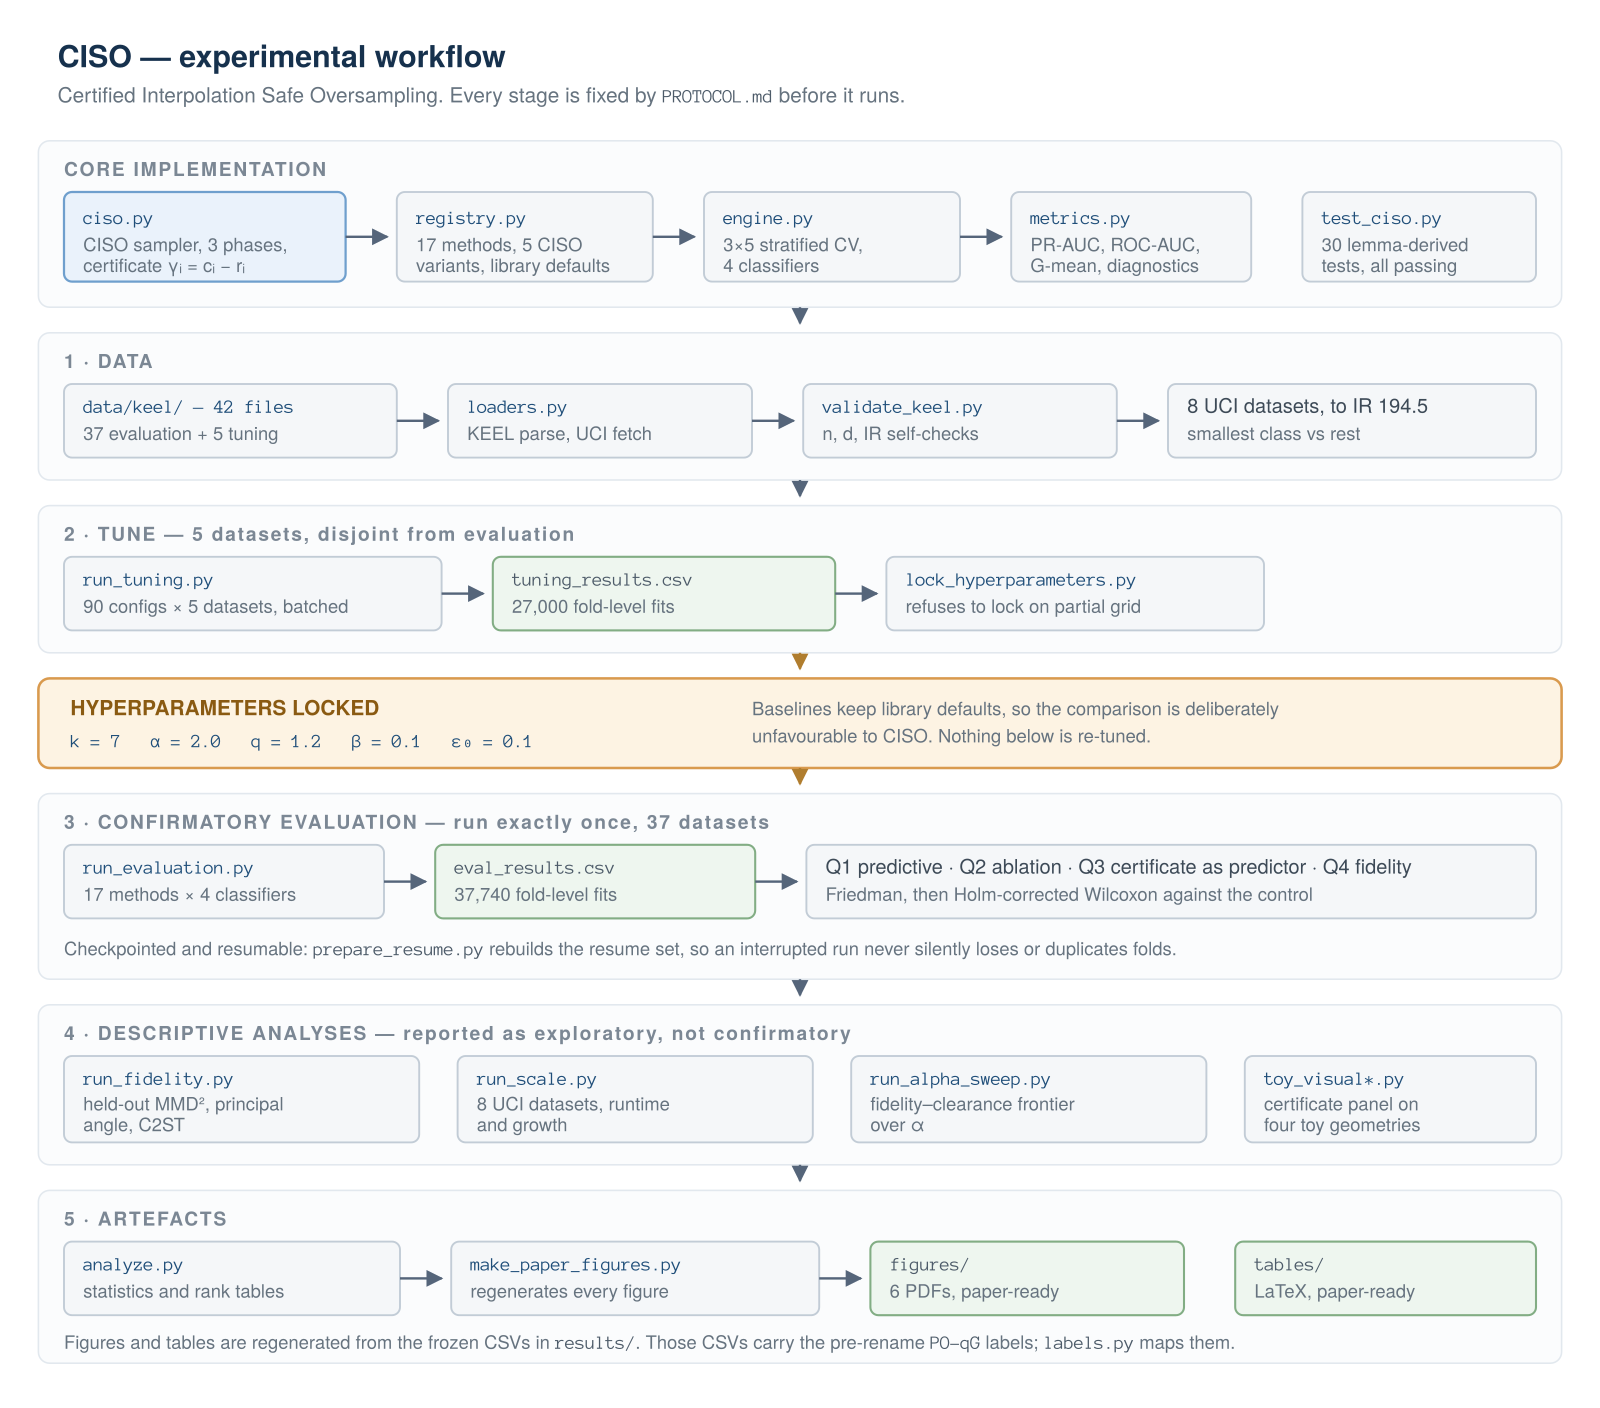 CISO — experimental workflow
Certified Interpolation Safe Oversampling. Every stage is fixed by PROTOCOL.md before it runs.
CORE IMPLEMENTATION
ciso.py
CISO sampler, 3 phases,
certificate γᵢ = cᵢ − rᵢ
registry.py
17 methods, 5 CISO
variants, library defaults
engine.py
3×5 stratified CV,
4 classifiers
metrics.py
PR-AUC, ROC-AUC,
G-mean, diagnostics
test_ciso.py
30 lemma-derived
tests, all passing
1 · DATA
data/keel/ — 42 files
37 evaluation + 5 tuning
loaders.py
KEEL parse, UCI fetch
validate_keel.py
n, d, IR self-checks
8 UCI datasets, to IR 194.5
smallest class vs rest
2 · TUNE — 5 datasets, disjoint from evaluation
run_tuning.py
90 configs × 5 datasets, batched
tuning_results.csv
27,000 fold-level fits
lock_hyperparameters.py
refuses to lock on partial grid
HYPERPARAMETERS LOCKED
k = 7 α = 2.0 q = 1.2 β = 0.1 ε₀ = 0.1
Baselines keep library defaults, so the comparison is deliberately
unfavourable to CISO. Nothing below is re-tuned.
3 · CONFIRMATORY EVALUATION — run exactly once, 37 datasets
run_evaluation.py
17 methods × 4 classifiers
eval_results.csv
37,740 fold-level fits
Q1 predictive · Q2 ablation · Q3 certificate as predictor · Q4 fidelity
Friedman, then Holm-corrected Wilcoxon against the control
Checkpointed and resumable: prepare_resume.py rebuilds the resume set, so an interrupted run never silently loses or duplicates folds.
4 · DESCRIPTIVE ANALYSES — reported as exploratory, not confirmatory
run_fidelity.py
held-out MMD², principal
angle, C2ST
run_scale.py
8 UCI datasets, runtime
and growth
run_alpha_sweep.py
fidelity–clearance frontier
over α
toy_visual*.py
certificate panel on
four toy geometries
5 · ARTEFACTS
analyze.py
statistics and rank tables
make_paper_figures.py
regenerates every figure
figures/
6 PDFs, paper-ready
tables/
LaTeX, paper-ready
Figures and tables are regenerated from the frozen CSVs in results/. Those CSVs carry the pre-rename PO-qG labels; labels.py maps them.